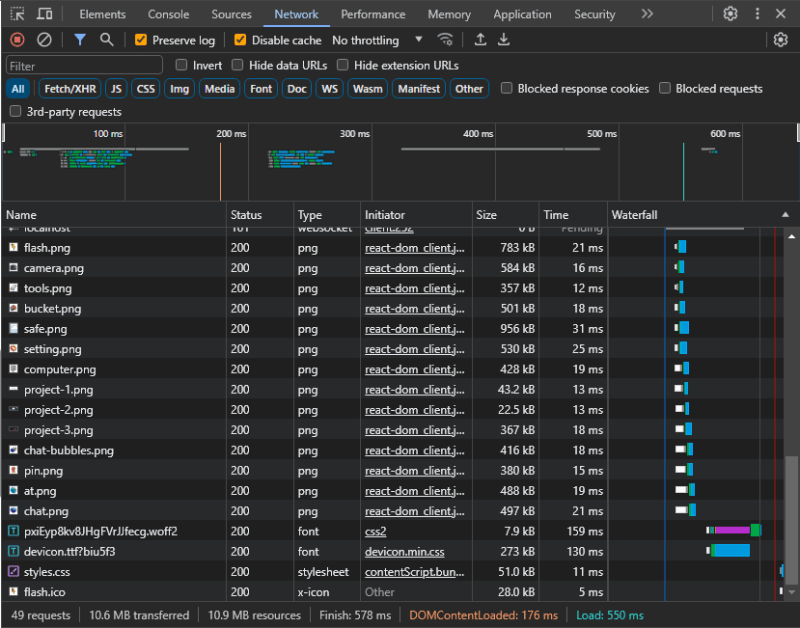 Elements Console Sources Network Performance Memory Application Security
Preserve log Disable cache No throttling
Filter Invert Hide data URLs Hide extension URLs
All Fetch/XHR JS CSS Img Media Font Doc WS Wasm Manifest Other Blocked response cookies Blocked requests
3rd-party requests
100 ms 200 ms 300 ms 400 ms 500 ms 600 ms
Name Status Type Initiator Size Time Waterfall
localhost 101 websocket client:232 0 B Pending
flash.png 200 png react-dom_client.j... 783 kB 21 ms
camera.png 200 png react-dom_client.j... 584 kB 16 ms
tools.png 200 png react-dom_client.j... 357 kB 12 ms
bucket.png 200 png react-dom_client.j... 501 kB 18 ms
safe.png 200 png react-dom_client.j... 956 kB 31 ms
setting.png 200 png react-dom_client.j... 530 kB 25 ms
computer.png 200 png react-dom_client.j... 428 kB 19 ms
project-1.png 200 png react-dom_client.j... 43.2 kB 13 ms
project-2.png 200 png react-dom_client.j... 22.5 kB 13 ms
project-3.png 200 png react-dom_client.j... 367 kB 18 ms
chat-bubbles.png 200 png react-dom_client.j... 416 kB 18 ms
pin.png 200 png react-dom_client.j... 380 kB 15 ms
at.png 200 png react-dom_client.j... 488 kB 19 ms
chat.png 200 png react-dom_client.j... 497 kB 21 ms
pxiEyp8kv8JHgFVrJJfecg.woff2 200 font css2 7.9 kB 159 ms
devicon.ttf?biu5f3 200 font devicon.min.css 273 kB 130 ms
styles.css 200 stylesheet contentScript.bun... 51.0 kB 11 ms
flash.ico 200 x-icon Other 28.0 kB 5 ms
49 requests 10.6 MB transferred 10.9 MB resources Finish: 578 ms DOMContentLoaded: 176 ms Load: 550 ms